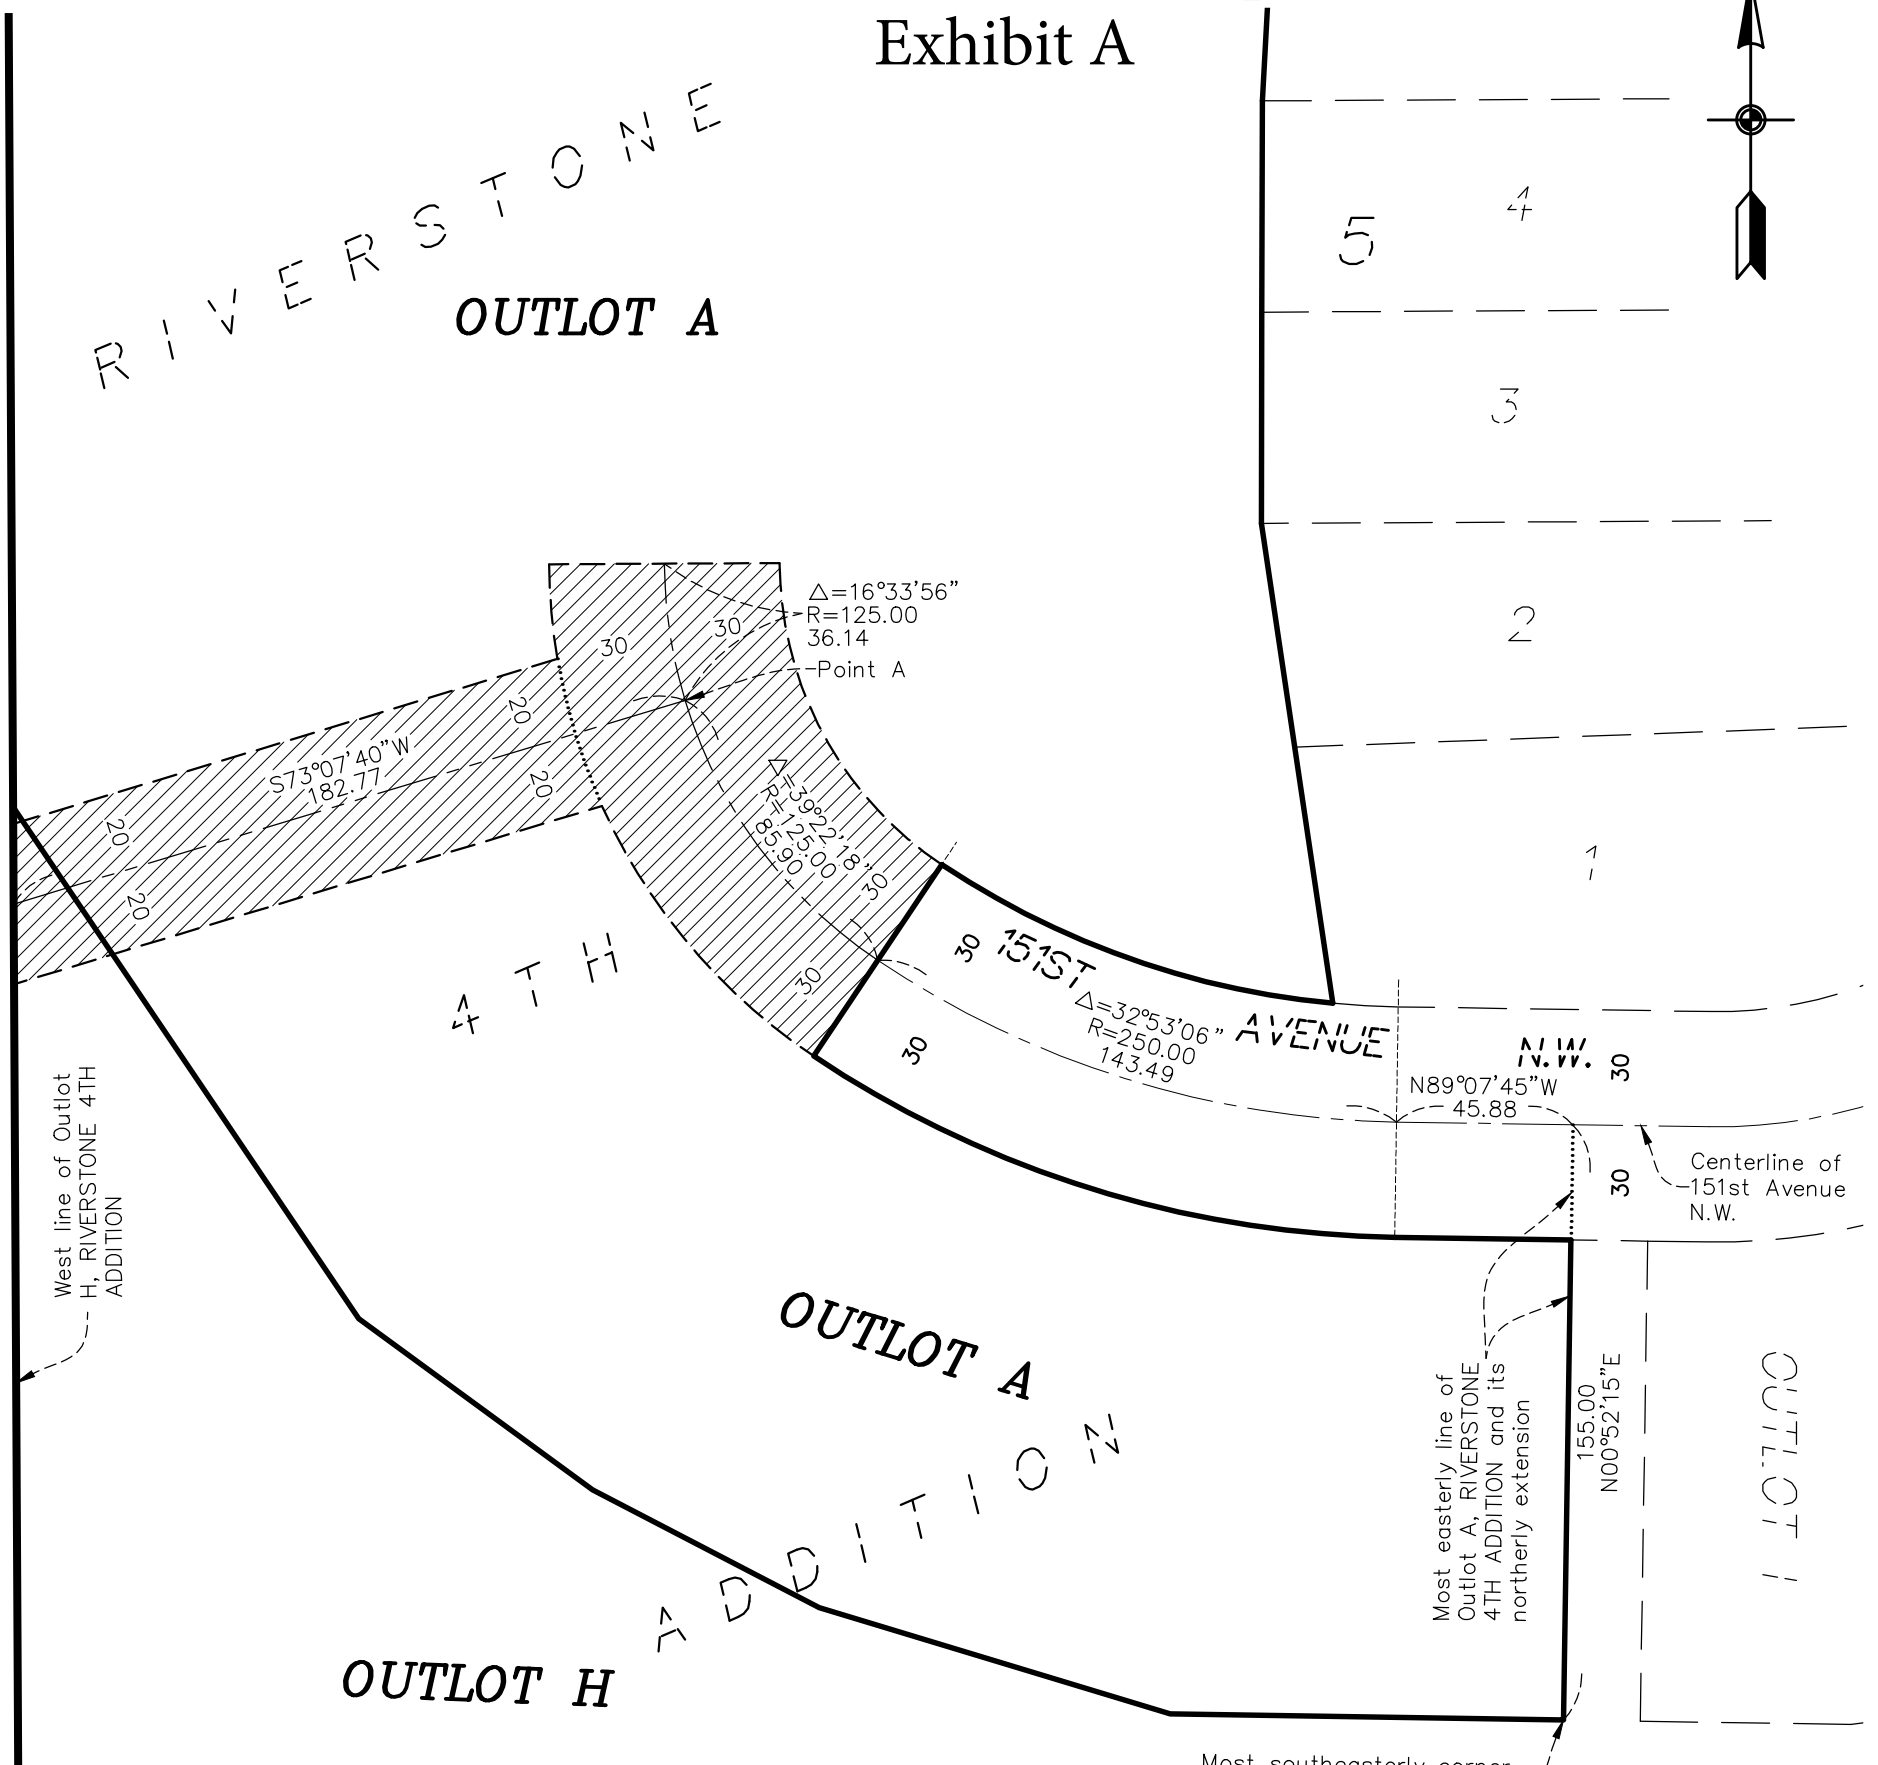 Exhibit A
RIVERSTONE
OUTLOT A
5
4
3
2
1
△=16°33'56"
R=125.00
36.14
Point A
30
30
20
20
S73°07'40"W
182.77
20
20
△=39°22'18"
R=125.00
85.90
30
30
4TH
30
30
151ST
AVENUE
N.W.
△=32°53'06"
R=250.00
143.49
N89°07'45"W
45.88
30
30
Centerline of
151st Avenue
N.W.
West line of Outlot
H, RIVERSTONE 4TH
ADDITION
OUTLOT A
Most easterly line of
Outlot A, RIVERSTONE
4TH ADDITION and its
northerly extension
155.00
N00°52'15"E
OUTLOT I
ADDITION
OUTLOT H
Most southeasterly corner